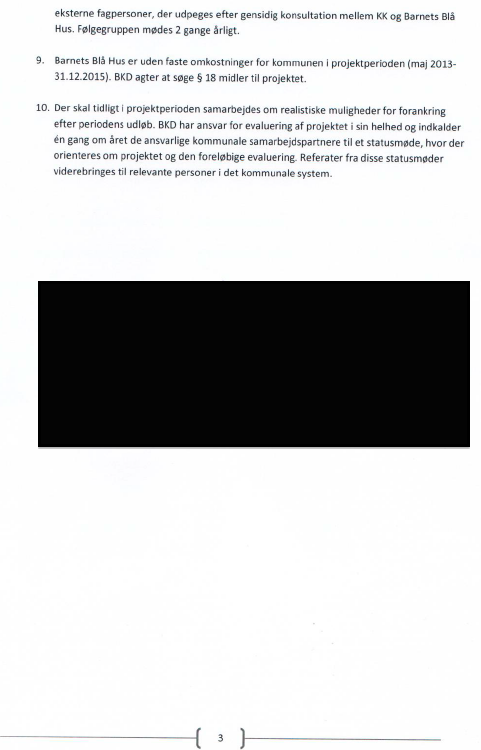 eksterne fagpersoner, der udpeges efter gensidig konsultation mellem KK og Barnets Blå
Hus. Følgegruppen mødes 2 gange årligt.
9. Barnets Blå Hus er uden faste omkostninger for kommunen i projektperioden (maj 2013-
31.12.2015). BKD agter at søge § 18 midler til projektet.
10. Der skal tidligt i projektperioden samarbejdes om realistiske muligheder for forankring
efter periodens udløb. BKD har ansvar for evaluering af projektet i sin helhed og indkalder
én gang om året de ansvarlige kommunale samarbejdspartnere til et statusmøde, hvor der
orienteres om projektet og den foreløbige evaluering. Referater fra disse statusmøder
viderebringes til relevante personer i det kommunale system.
3